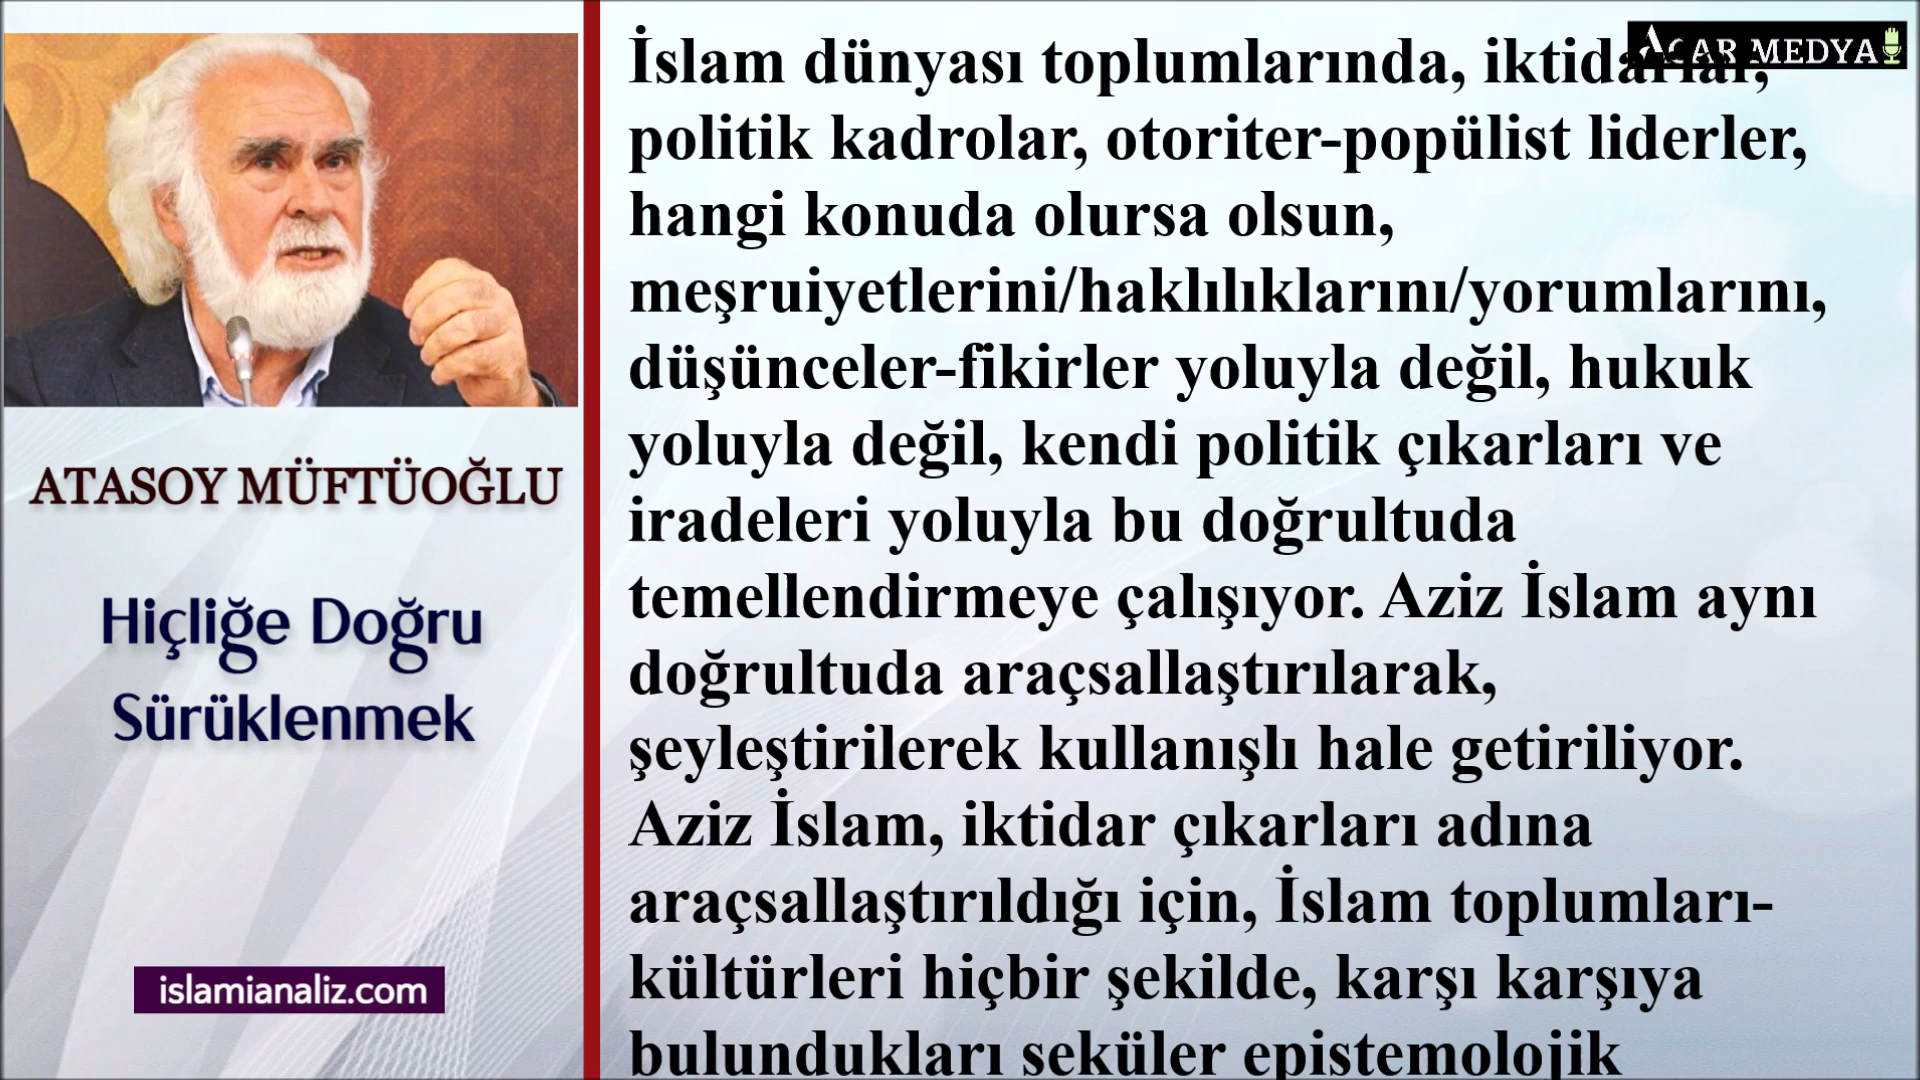 ATASOY MÜFTÜOĞLU
Hiçliğe Doğru
Sürüklenmek
islamianaliz.com
ACAR MEDYA
İslam dünyası toplumlarında, iktidarlar,
politik kadrolar, otoriter-popülist liderler,
hangi konuda olursa olsun,
meşruiyetlerini/haklılıklarını/yorumlarını,
düşünceler-fikirler yoluyla değil, hukuk
yoluyla değil, kendi politik çıkarları ve
iradeleri yoluyla bu doğrultuda
temellendirmeye çalışıyor. Aziz İslam aynı
doğrultuda araçsallaştırılarak,
şeyleştirilerek kullanışlı hale getiriliyor.
Aziz İslam, iktidar çıkarları adına
araçsallaştırıldığı için, İslam toplumları-
kültürleri hiçbir şekilde, karşı karşıya
bulundukları seküler epistemolojik